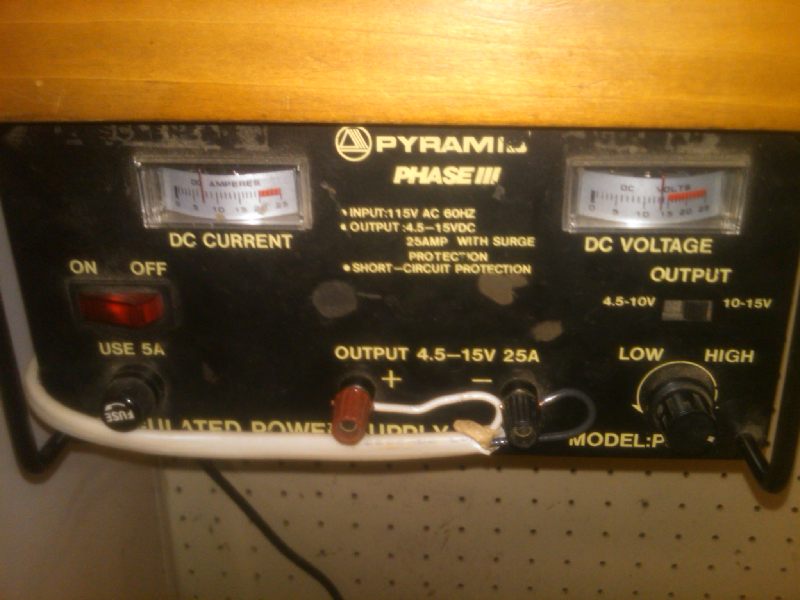 PYRAMID
PHASE III
DC AMPERES
5 10 15 20 25
DC CURRENT
• INPUT:115V AC 60HZ
• OUTPUT:4.5-15VDC
25AMP WITH SURGE
PROTECTION
• SHORT-CIRCUIT PROTECTION
DC VOLTS
0 5 10 15 20 25
DC VOLTAGE
ON OFF
OUTPUT
4.5-10V 10-15V
USE 5A
OUTPUT 4.5-15V 25A
+ -
LOW HIGH
FUSE
ULATED POWER SUPPLY
MODEL:P